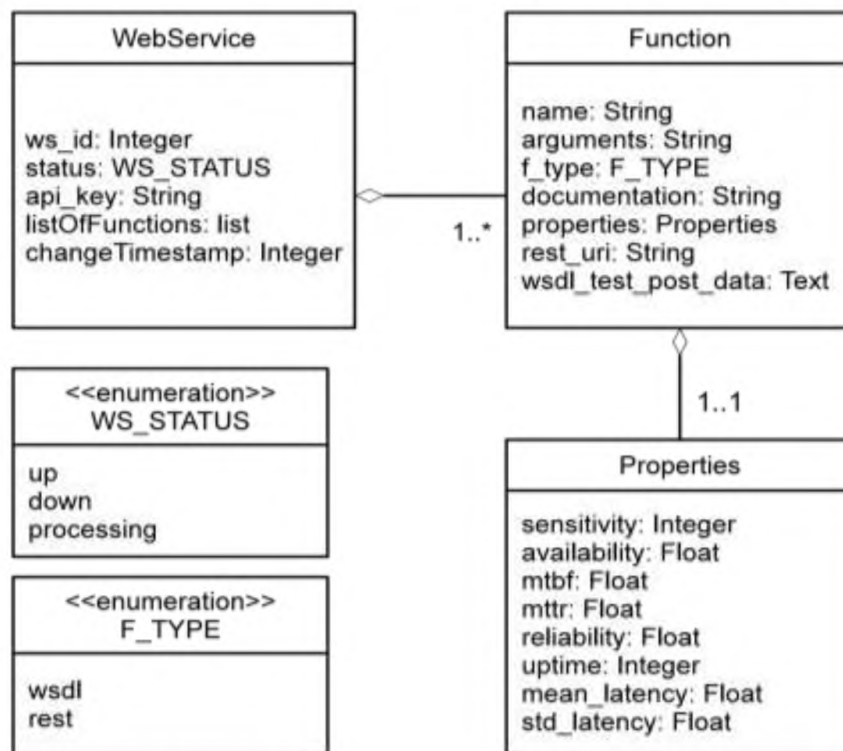 WebService
ws_id: Integer
status: WS_STATUS
api_key: String
listOfFunctions: list
changeTimestamp: Integer
1..*
Function
name: String
arguments: String
f_type: F_TYPE
documentation: String
properties: Properties
rest_uri: String
wsdl_test_post_data: Text
<<enumeration>>
WS_STATUS
up
down
processing
1..1
<<enumeration>>
F_TYPE
wsdl
rest
Properties
sensitivity: Integer
availability: Float
mtbf: Float
mttr: Float
reliability: Float
uptime: Integer
mean_latency: Float
std_latency: Float